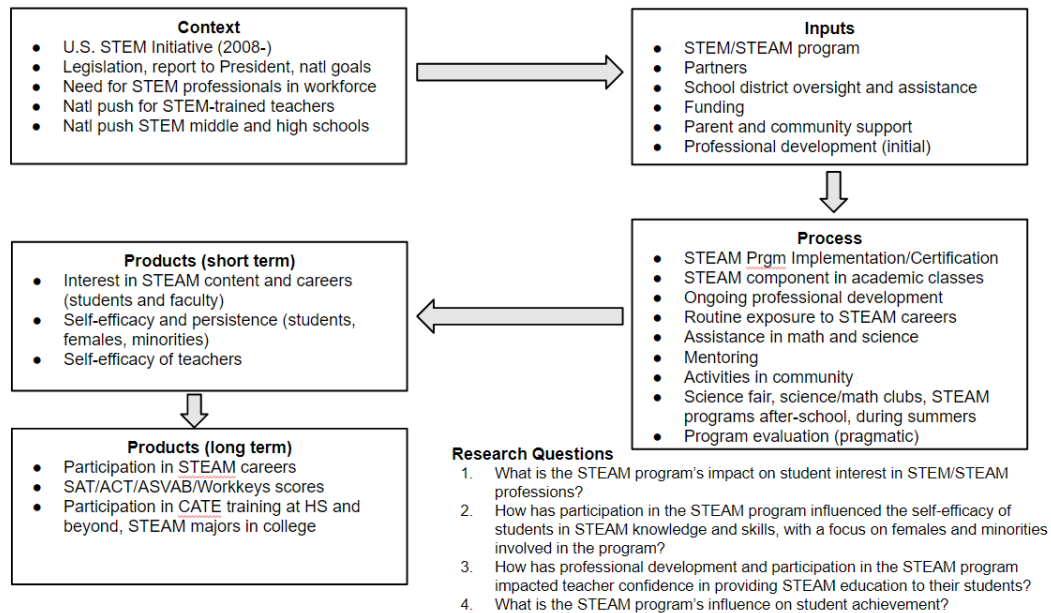 Context
● U.S. STEM Initiative (2008-)
● Legislation, report to President, natl goals
● Need for STEM professionals in workforce
● Natl push for STEM-trained teachers
● Natl push STEM middle and high schools
Inputs
● STEM/STEAM program
● Partners
● School district oversight and assistance
● Funding
● Parent and community support
● Professional development (initial)
Process
● STEAM Prgm Implementation/Certification
● STEAM component in academic classes
● Ongoing professional development
● Routine exposure to STEAM careers
● Assistance in math and science
● Mentoring
● Activities in community
● Science fair, science/math clubs, STEAM
programs after-school, during summers
● Program evaluation (pragmatic)
Products (short term)
● Interest in STEAM content and careers
(students and faculty)
● Self-efficacy and persistence (students,
females, minorities)
● Self-efficacy of teachers
Products (long term)
● Participation in STEAM careers
● SAT/ACT/ASVAB/Workkeys scores
● Participation in CATE training at HS and
beyond, STEAM majors in college
Research Questions
1. What is the STEAM program's impact on student interest in STEM/STEAM
professions?
2. How has participation in the STEAM program influenced the self-efficacy of
students in STEAM knowledge and skills, with a focus on females and minorities
involved in the program?
3. How has professional development and participation in the STEAM program
impacted teacher confidence in providing STEAM education to their students?
4. What is the STEAM program's influence on student achievement?